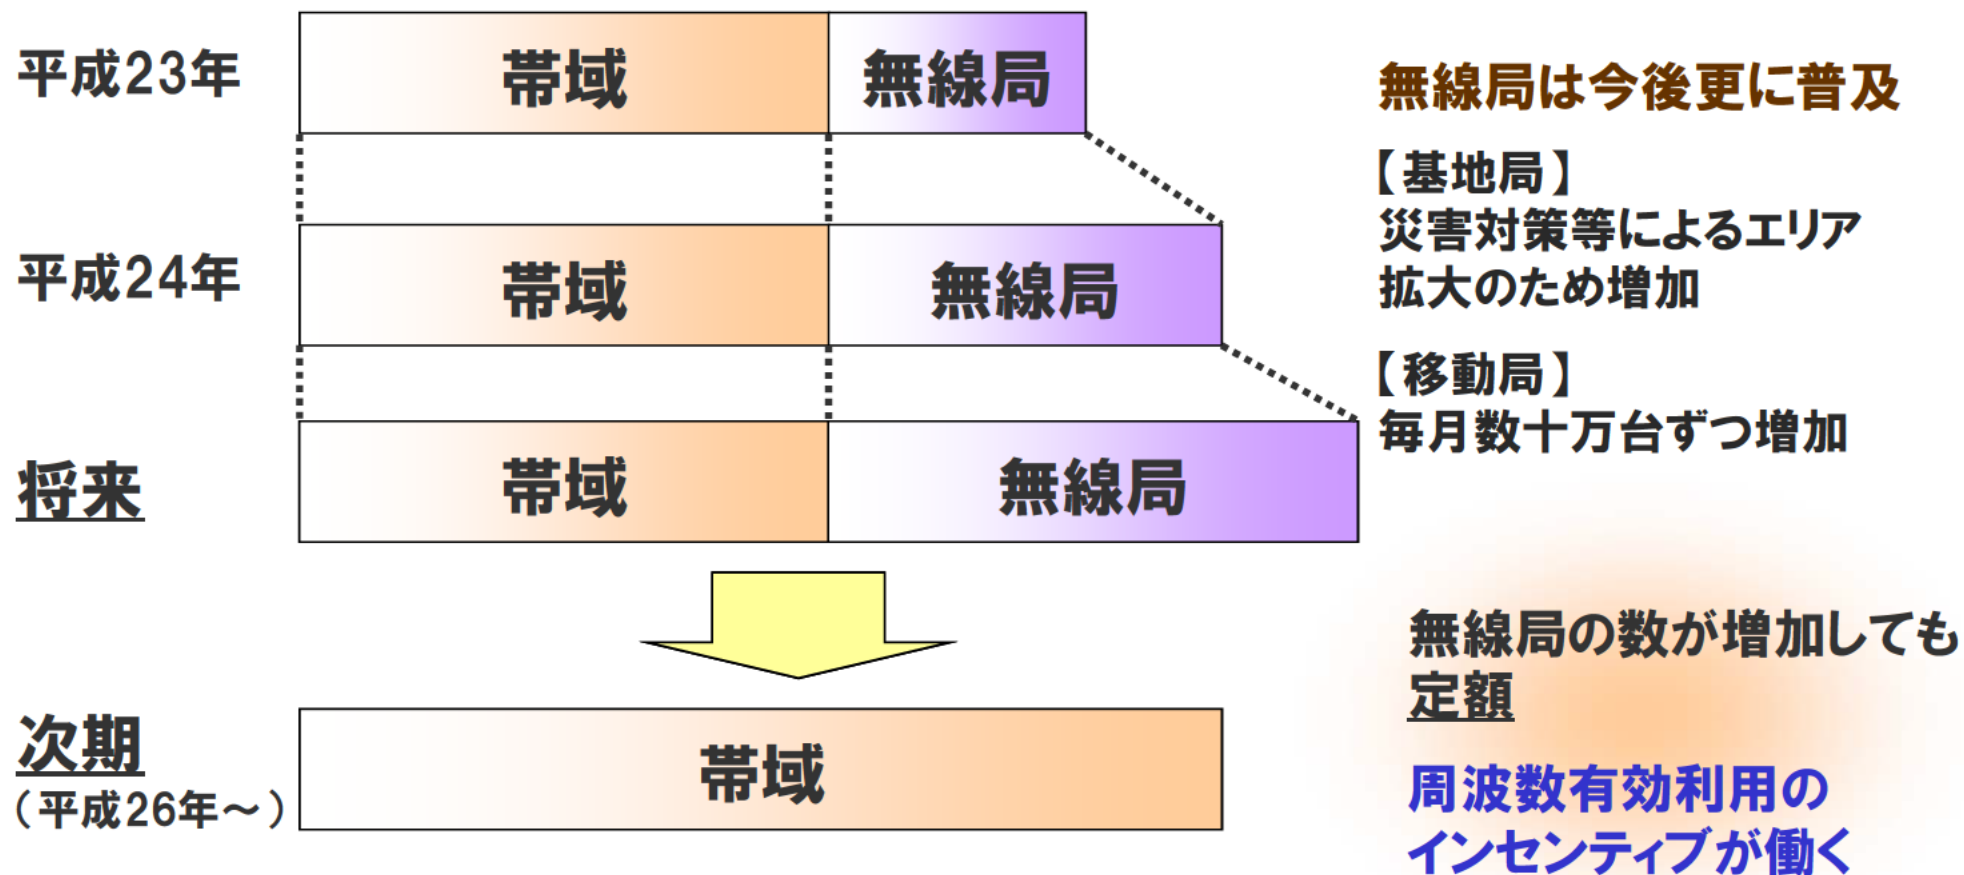 平成23年
帯域
無線局
平成24年
帯域
無線局
将来
帯域
無線局
次期
（平成26年～）
帯域
無線局は今後更に普及
【基地局】
災害対策等によるエリア
拡大のため増加
【移動局】
毎月数十万台ずつ増加
無線局の数が増加しても
定額
周波数有効利用の
インセンティブが働く